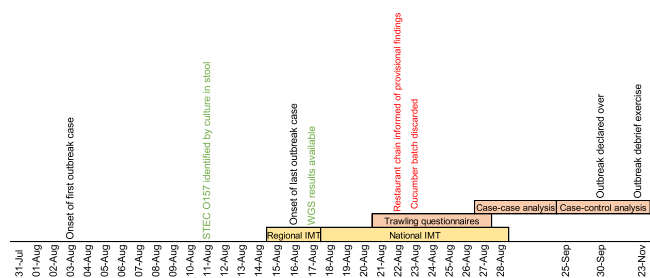 Onset of first outbreak case
STEC O157 identified by culture in stool
Onset of last outbreak case
WGS results available
Restaurant chain informed of provisional findings
Cucumber batch discarded
Outbreak declared over
Outbreak debrief exercise
Case-case analysis
Case-control analysis
Trawling questionnaires
Regional IMT
National IMT
31-Jul
01-Aug
02-Aug
03-Aug
04-Aug
05-Aug
06-Aug
07-Aug
08-Aug
09-Aug
10-Aug
11-Aug
12-Aug
13-Aug
14-Aug
15-Aug
16-Aug
17-Aug
18-Aug
19-Aug
20-Aug
21-Aug
22-Aug
23-Aug
24-Aug
25-Aug
26-Aug
27-Aug
28-Aug
25-Sep
30-Sep
23-Nov